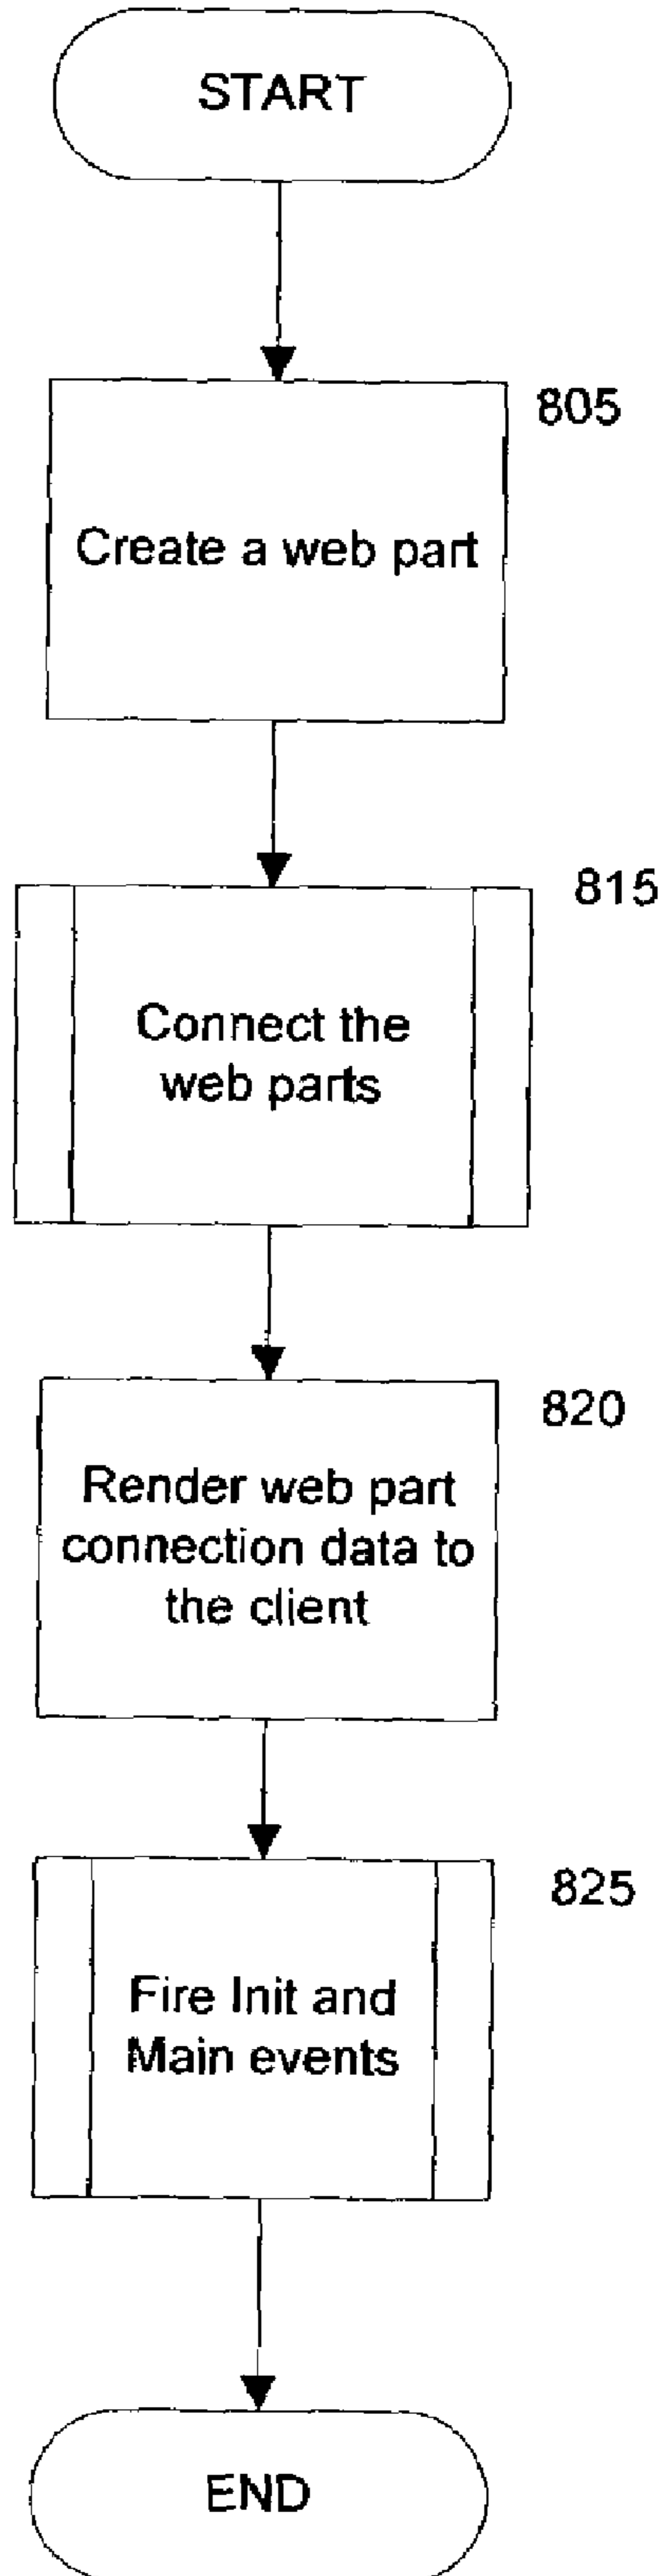 START
805
Create a web part
815
Connect the
web parts
820
Render web part
connection data to
the client
825
Fire Init and
Main events
END